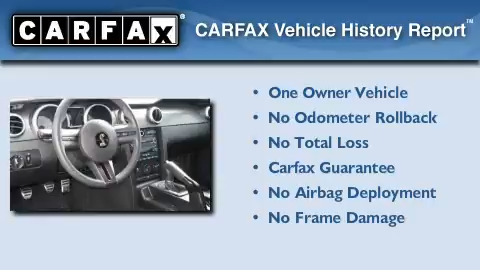 CARFAX® CARFAX Vehicle History Report™
• One Owner Vehicle
• No Odometer Rollback
• No Total Loss
• Carfax Guarantee
• No Airbag Deployment
• No Frame Damage